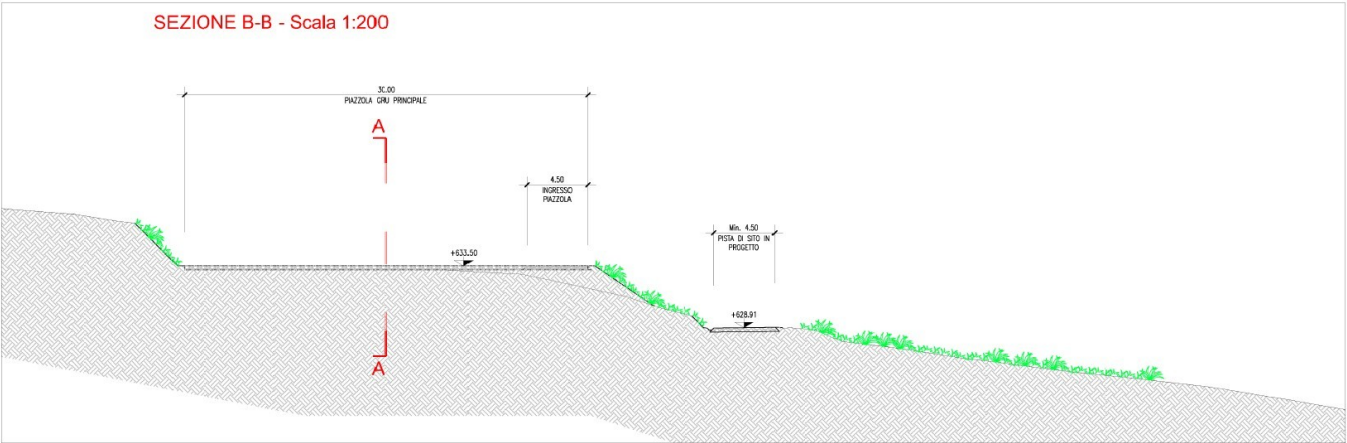 SEZIONE B-B - Scala 1:200
30.00
PIAZZOLA GRU PRINCIPALE
A
4.50
INGRESSO
PIAZZOLA
Min. 4.50
PISTA DI SITO IN
PROGETTO
+633.50
+628.91
A